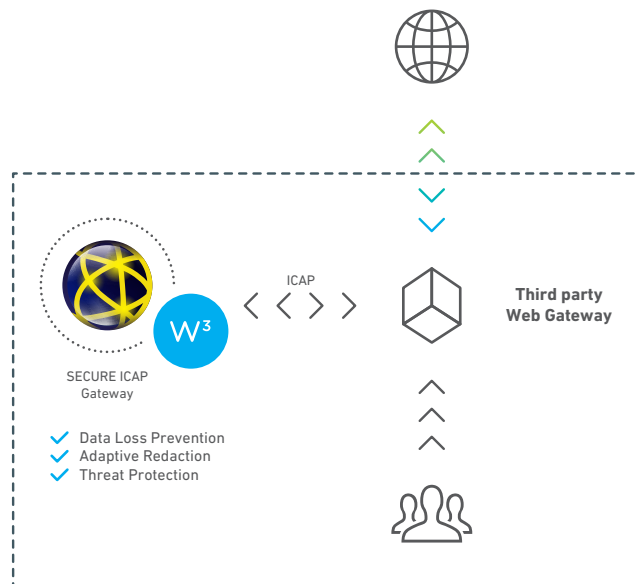 ICAP
Third party
Web Gateway
W³
SECURE ICAP
Gateway
Data Loss Prevention
Adaptive Redaction
Threat Protection